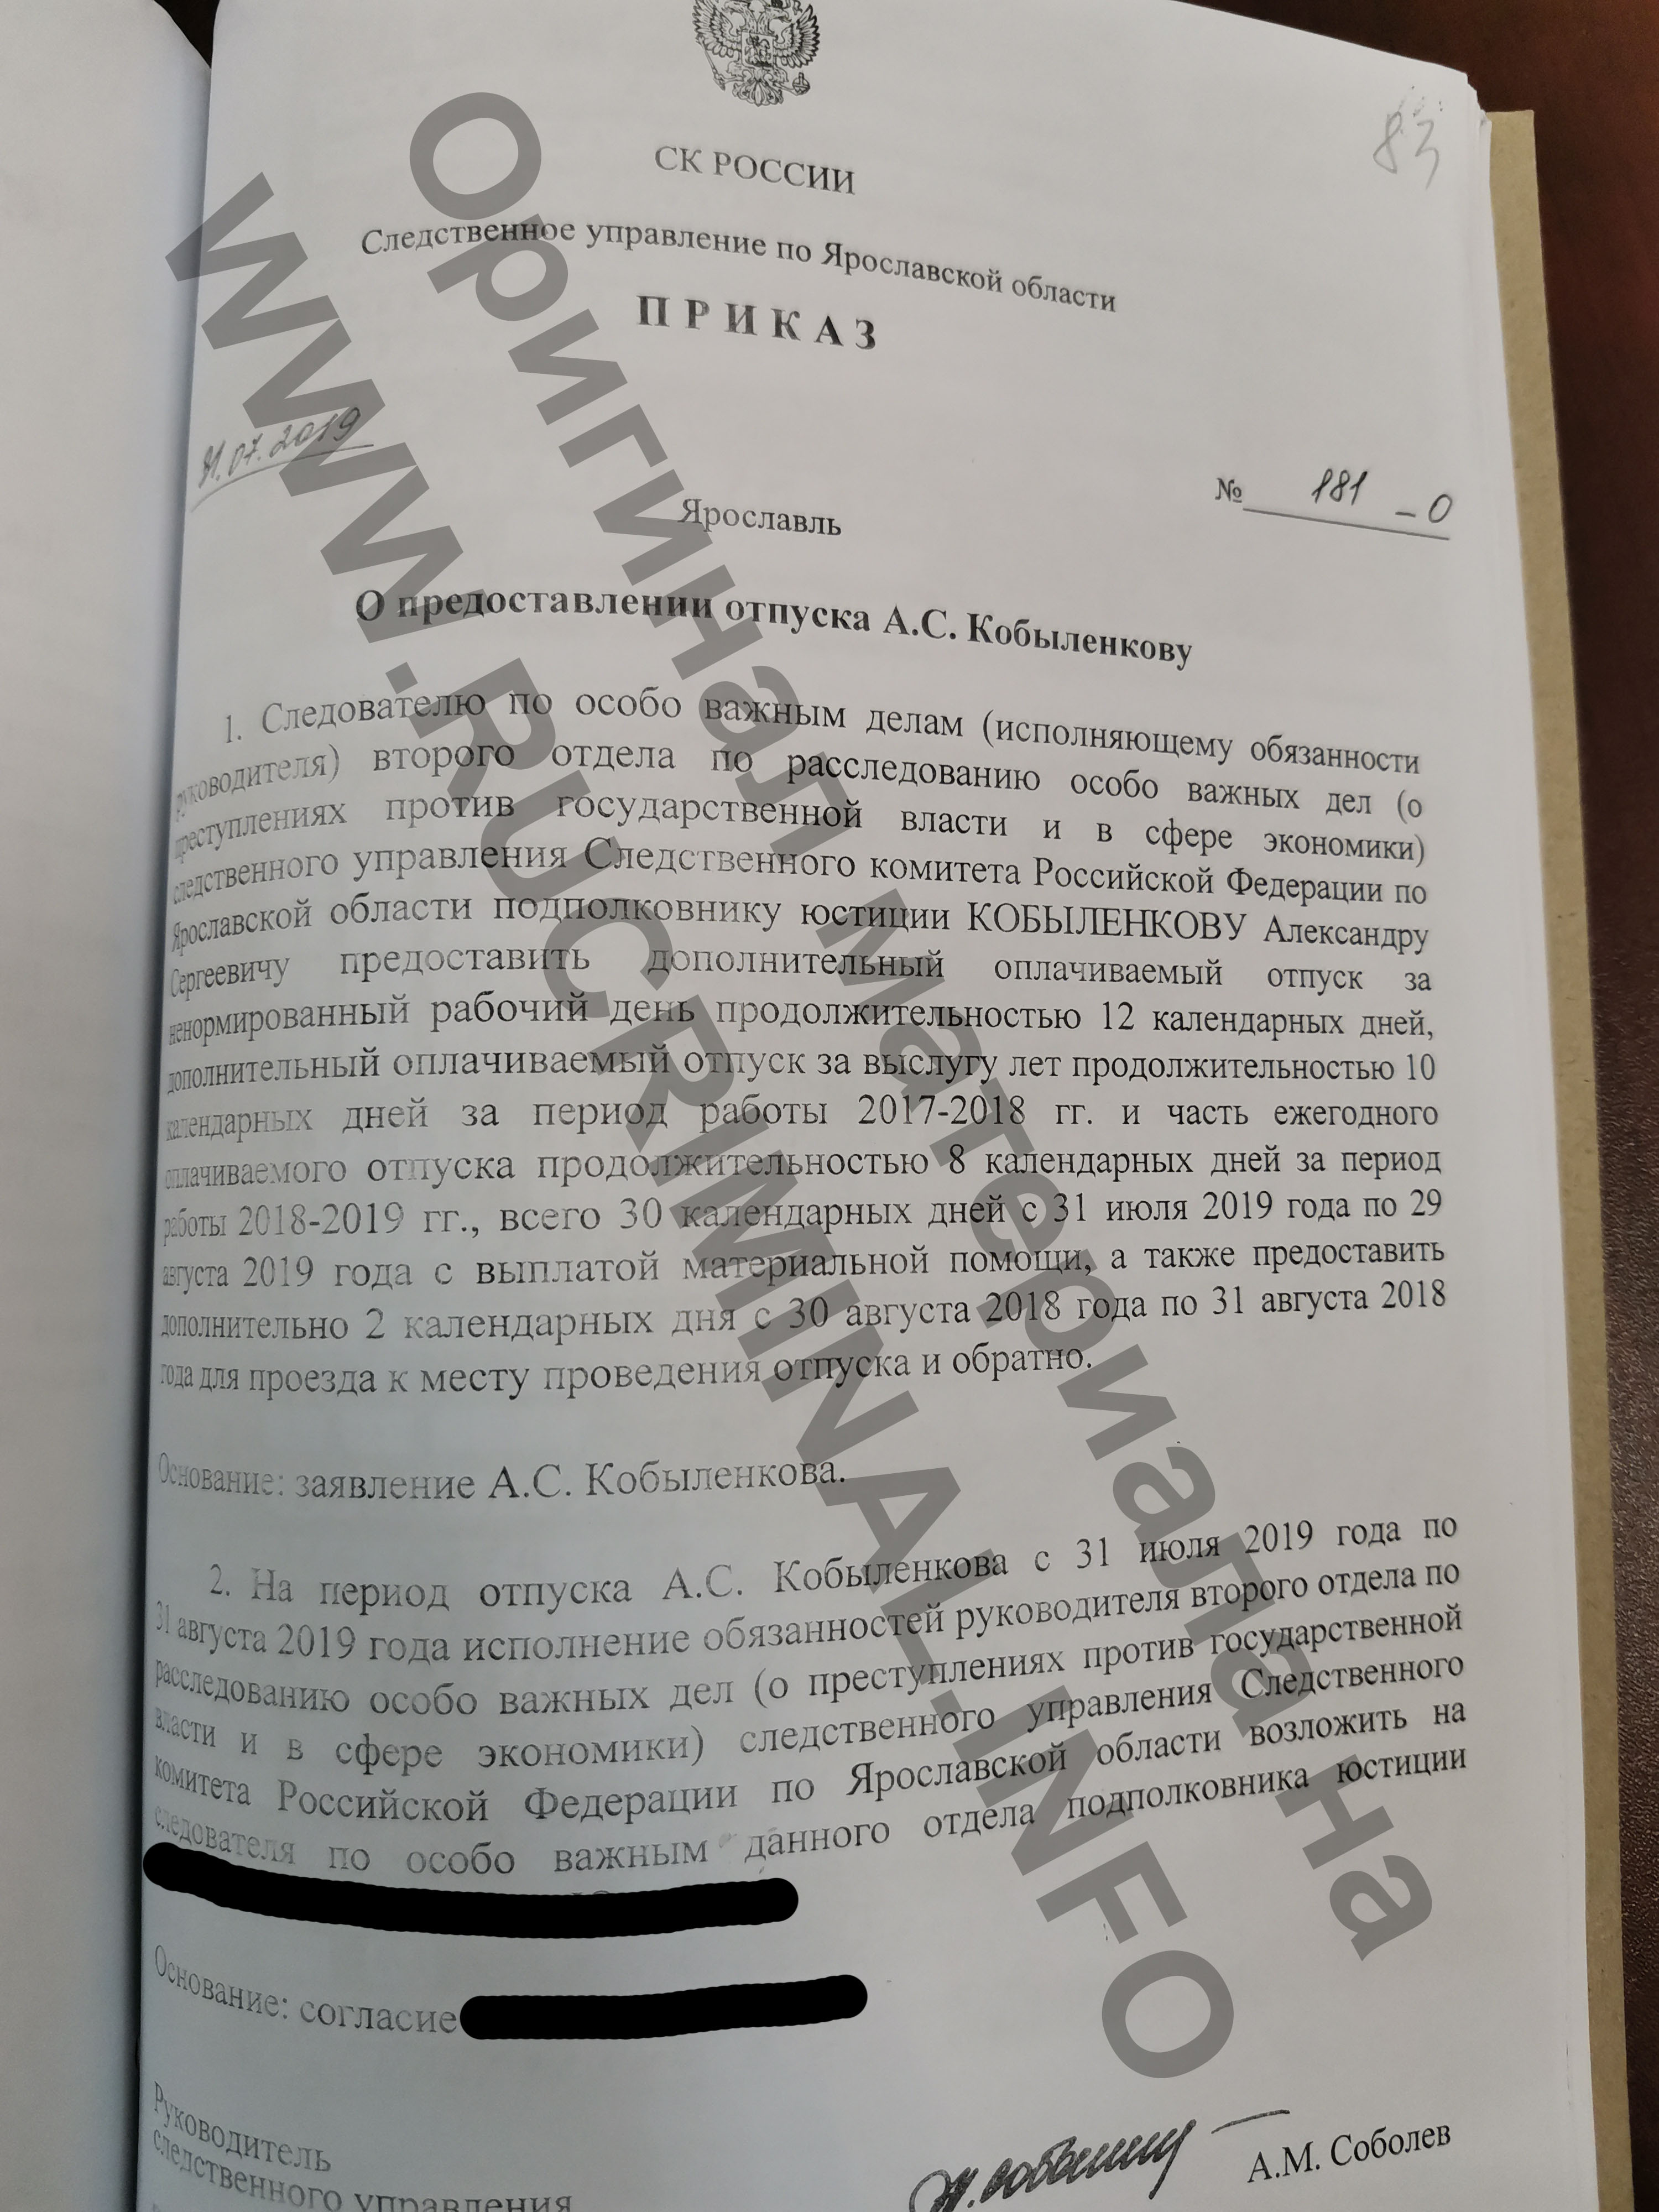 83
СК РОССИИ
Следственное управление по Ярославской области
ПРИКАЗ
31.07.2019
№ 181 - О
Ярославль
О предоставлении отпуска А.С. Кобыленкову
1. Следователю по особо важным делам (исполняющему обязанности
руководителя) второго отдела по расследованию особо важных дел (о
преступлениях против государственной власти и в сфере экономики)
следственного управления Следственного комитета Российской Федерации по
Ярославской области подполковнику юстиции КОБЫЛЕНКОВУ Александру
Сергеевичу предоставить дополнительный оплачиваемый отпуск за
ненормированный рабочий день продолжительностью 12 календарных дней,
дополнительный оплачиваемый отпуск за выслугу лет продолжительностью 10
календарных дней за период работы 2017-2018 гг. и часть ежегодного
оплачиваемого отпуска продолжительностью 8 календарных дней за период
работы 2018-2019 гг., всего 30 календарных дней с 31 июля 2019 года по 29
августа 2019 года с выплатой материальной помощи, а также предоставить
дополнительно 2 календарных дня с 30 августа 2018 года по 31 августа 2018
года для проезда к месту проведения отпуска и обратно.
Основание: заявление А.С. Кобыленкова.
2. На период отпуска А.С. Кобыленкова с 31 июля 2019 года по
31 августа 2019 года исполнение обязанностей руководителя второго отдела по
расследованию особо важных дел (о преступлениях против государственной
власти и в сфере экономики) следственного управления Следственного
комитета Российской Федерации по Ярославской области возложить на
следователя по особо важным данного отдела подполковника юстиции
Основание: согласие
Руководитель
следственного управления
А.М. Соболев
Оригинал материала на
WWW.RUCRIMINAL.INFO